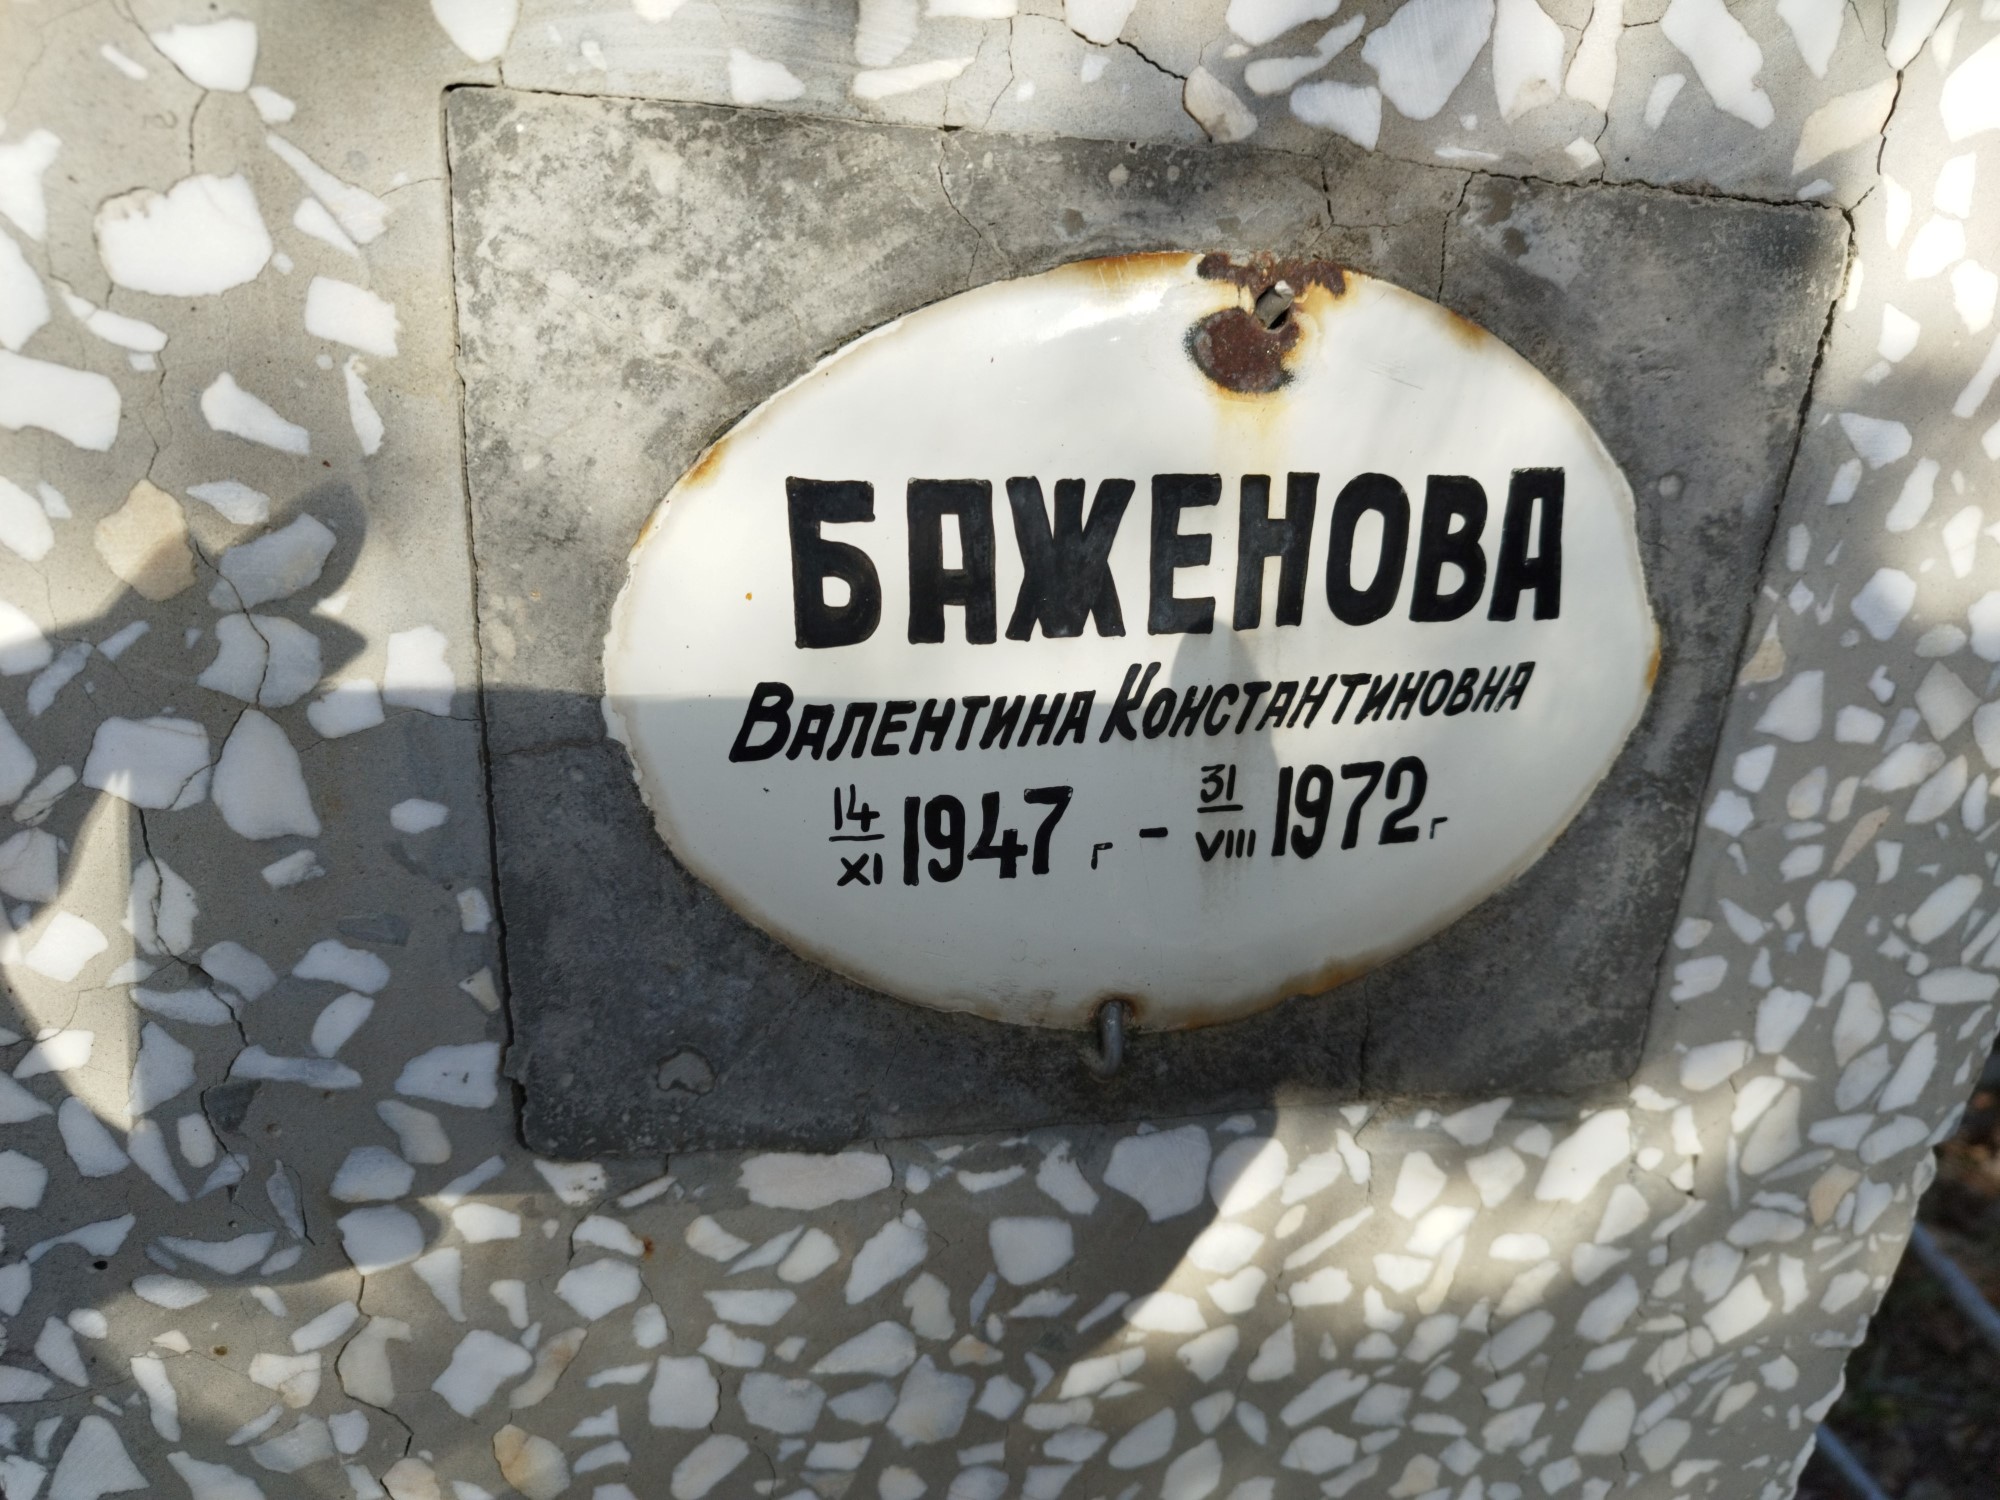 БАЖЕНОВА
Валентина Константиновна
14/XI 1947 г - 31/VIII 1972 г